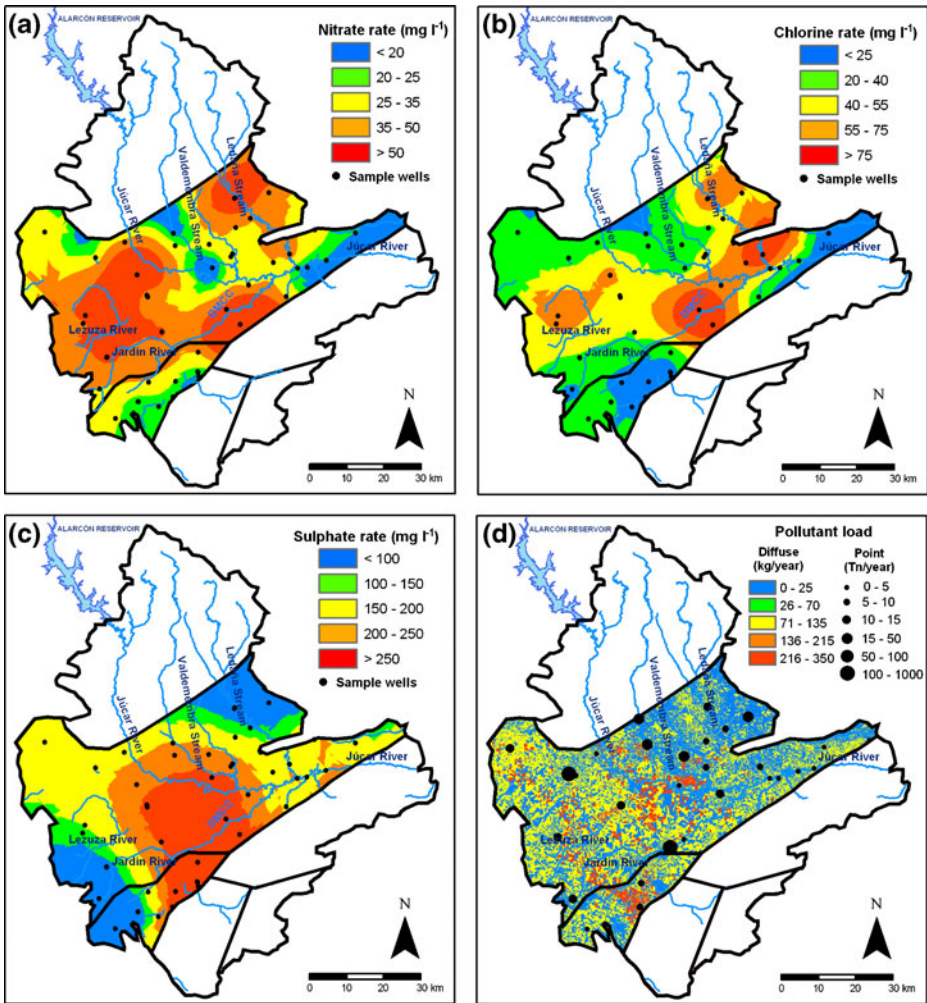 (a)
ALARCÓN RESERVOIR
Nitrate rate (mg l-1)
< 20
20 - 25
25 - 35
35 - 50
> 50
Sample wells
Júcar River
Valdemembra Stream
Ledaña Stream
Júcar River
DMCC
Lezuza River
Jardín River
N
0 10 20 30 km
(b)
ALARCÓN RESERVOIR
Chlorine rate (mg l-1)
< 25
20 - 40
40 - 55
55 - 75
> 75
Sample wells
Júcar River
Valdemembra Stream
Ledaña Stream
Júcar River
DMCC
Lezuza River
Jardín River
N
0 10 20 30 km
(c)
ALARCÓN RESERVOIR
Sulphate rate (mg l-1)
< 100
100 - 150
150 - 200
200 - 250
> 250
Sample wells
Júcar River
Valdemembra Stream
Ledaña Stream
Júcar River
DMCC
Lezuza River
Jardín River
N
0 10 20 30 km
(d)
ALARCÓN RESERVOIR
Pollutant load
Diffuse (kg/year)
0 - 25
26 - 70
71 - 135
136 - 215
216 - 350
Point (Tn/year)
0 - 5
5 - 10
10 - 15
15 - 50
50 - 100
100 - 1000
Júcar River
Valdemembra Stream
Ledaña Stream
Júcar River
Lezuza River
Jardín River
N
0 10 20 30 km